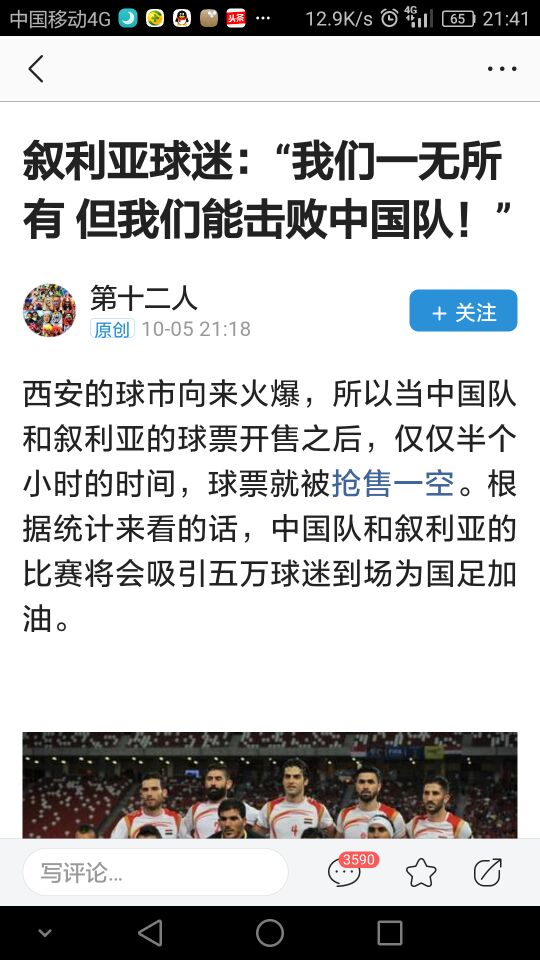 中国移动4G 头条 ... 12.9K/s 4G 65 21:41
叙利亚球迷：“我们一无所
有 但我们能击败中国队！”
第十二人
原创 10-05 21:18
+ 关注
西安的球市向来火爆，所以当中国队
和叙利亚的球票开售之后，仅仅半个
小时的时间，球票就被抢售一空。根
据统计来看的话，中国队和叙利亚的
比赛将会吸引五万球迷到场为国足加
油。
4
写评论...
3590